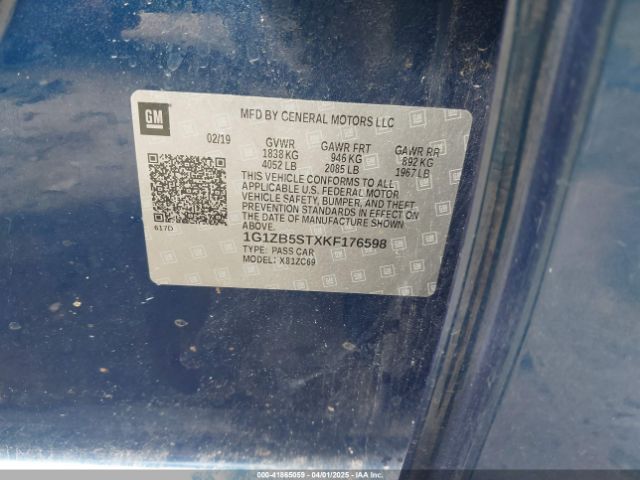 GM
MFD BY GENERAL MOTORS LLC
02/19 GVWR GAWR FRT GAWR RR
1838 KG 946 KG 892 KG
4052 LB 2085 LB 1967 LB
THIS VEHICLE CONFORMS TO ALL
APPLICABLE U.S. FEDERAL MOTOR
VEHICLE SAFETY, BUMPER, AND THEFT
PREVENTION STANDARDS IN EFFECT ON
THE DATE OF MANUFACTURE SHOWN
ABOVE.
617D
1G1ZB5STXKF176598
TYPE: PASS CAR
MODEL: X81ZC69
000-41865059 - 04/01/2025 - IAAI.COM